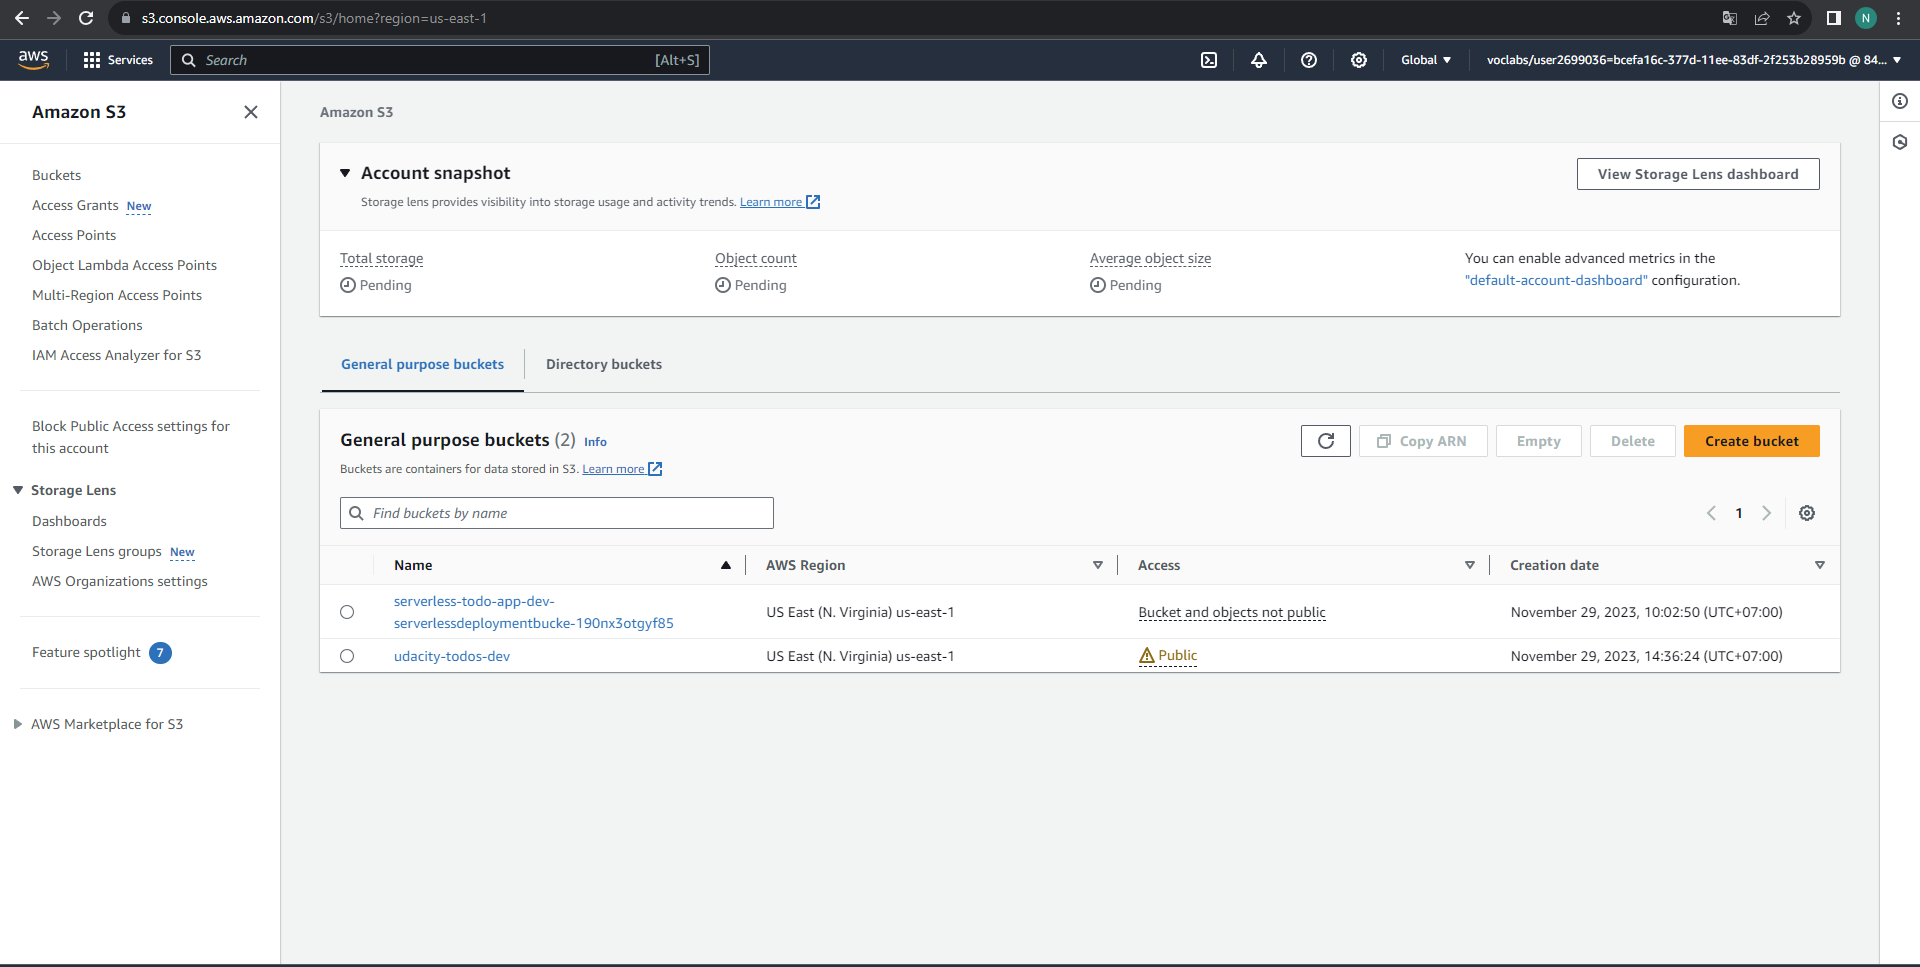 s3.console.aws.amazon.com/s3/home?region=us-east-1
N
aws
Services
Search
[Alt+S]
Global
voclabs/user2699036=bcefa16c-377d-11ee-83df-2f253b28959b @ 84...
Amazon S3
Buckets
Access Grants New
Access Points
Object Lambda Access Points
Multi-Region Access Points
Batch Operations
IAM Access Analyzer for S3
Block Public Access settings for
this account
Storage Lens
Dashboards
Storage Lens groups New
AWS Organizations settings
Feature spotlight 7
AWS Marketplace for S3
Amazon S3
Account snapshot
View Storage Lens dashboard
Storage lens provides visibility into storage usage and activity trends. Learn more
Total storage
Pending
Object count
Pending
Average object size
Pending
You can enable advanced metrics in the
"default-account-dashboard" configuration.
General purpose buckets
Directory buckets
General purpose buckets (2) Info
Buckets are containers for data stored in S3. Learn more
Copy ARN
Empty
Delete
Create bucket
Find buckets by name
1
Name
AWS Region
Access
Creation date
serverless-todo-app-dev-
serverlessdeploymentbucke-190nx3otgyf85
US East (N. Virginia) us-east-1
Bucket and objects not public
November 29, 2023, 10:02:50 (UTC+07:00)
udacity-todos-dev
US East (N. Virginia) us-east-1
Public
November 29, 2023, 14:36:24 (UTC+07:00)